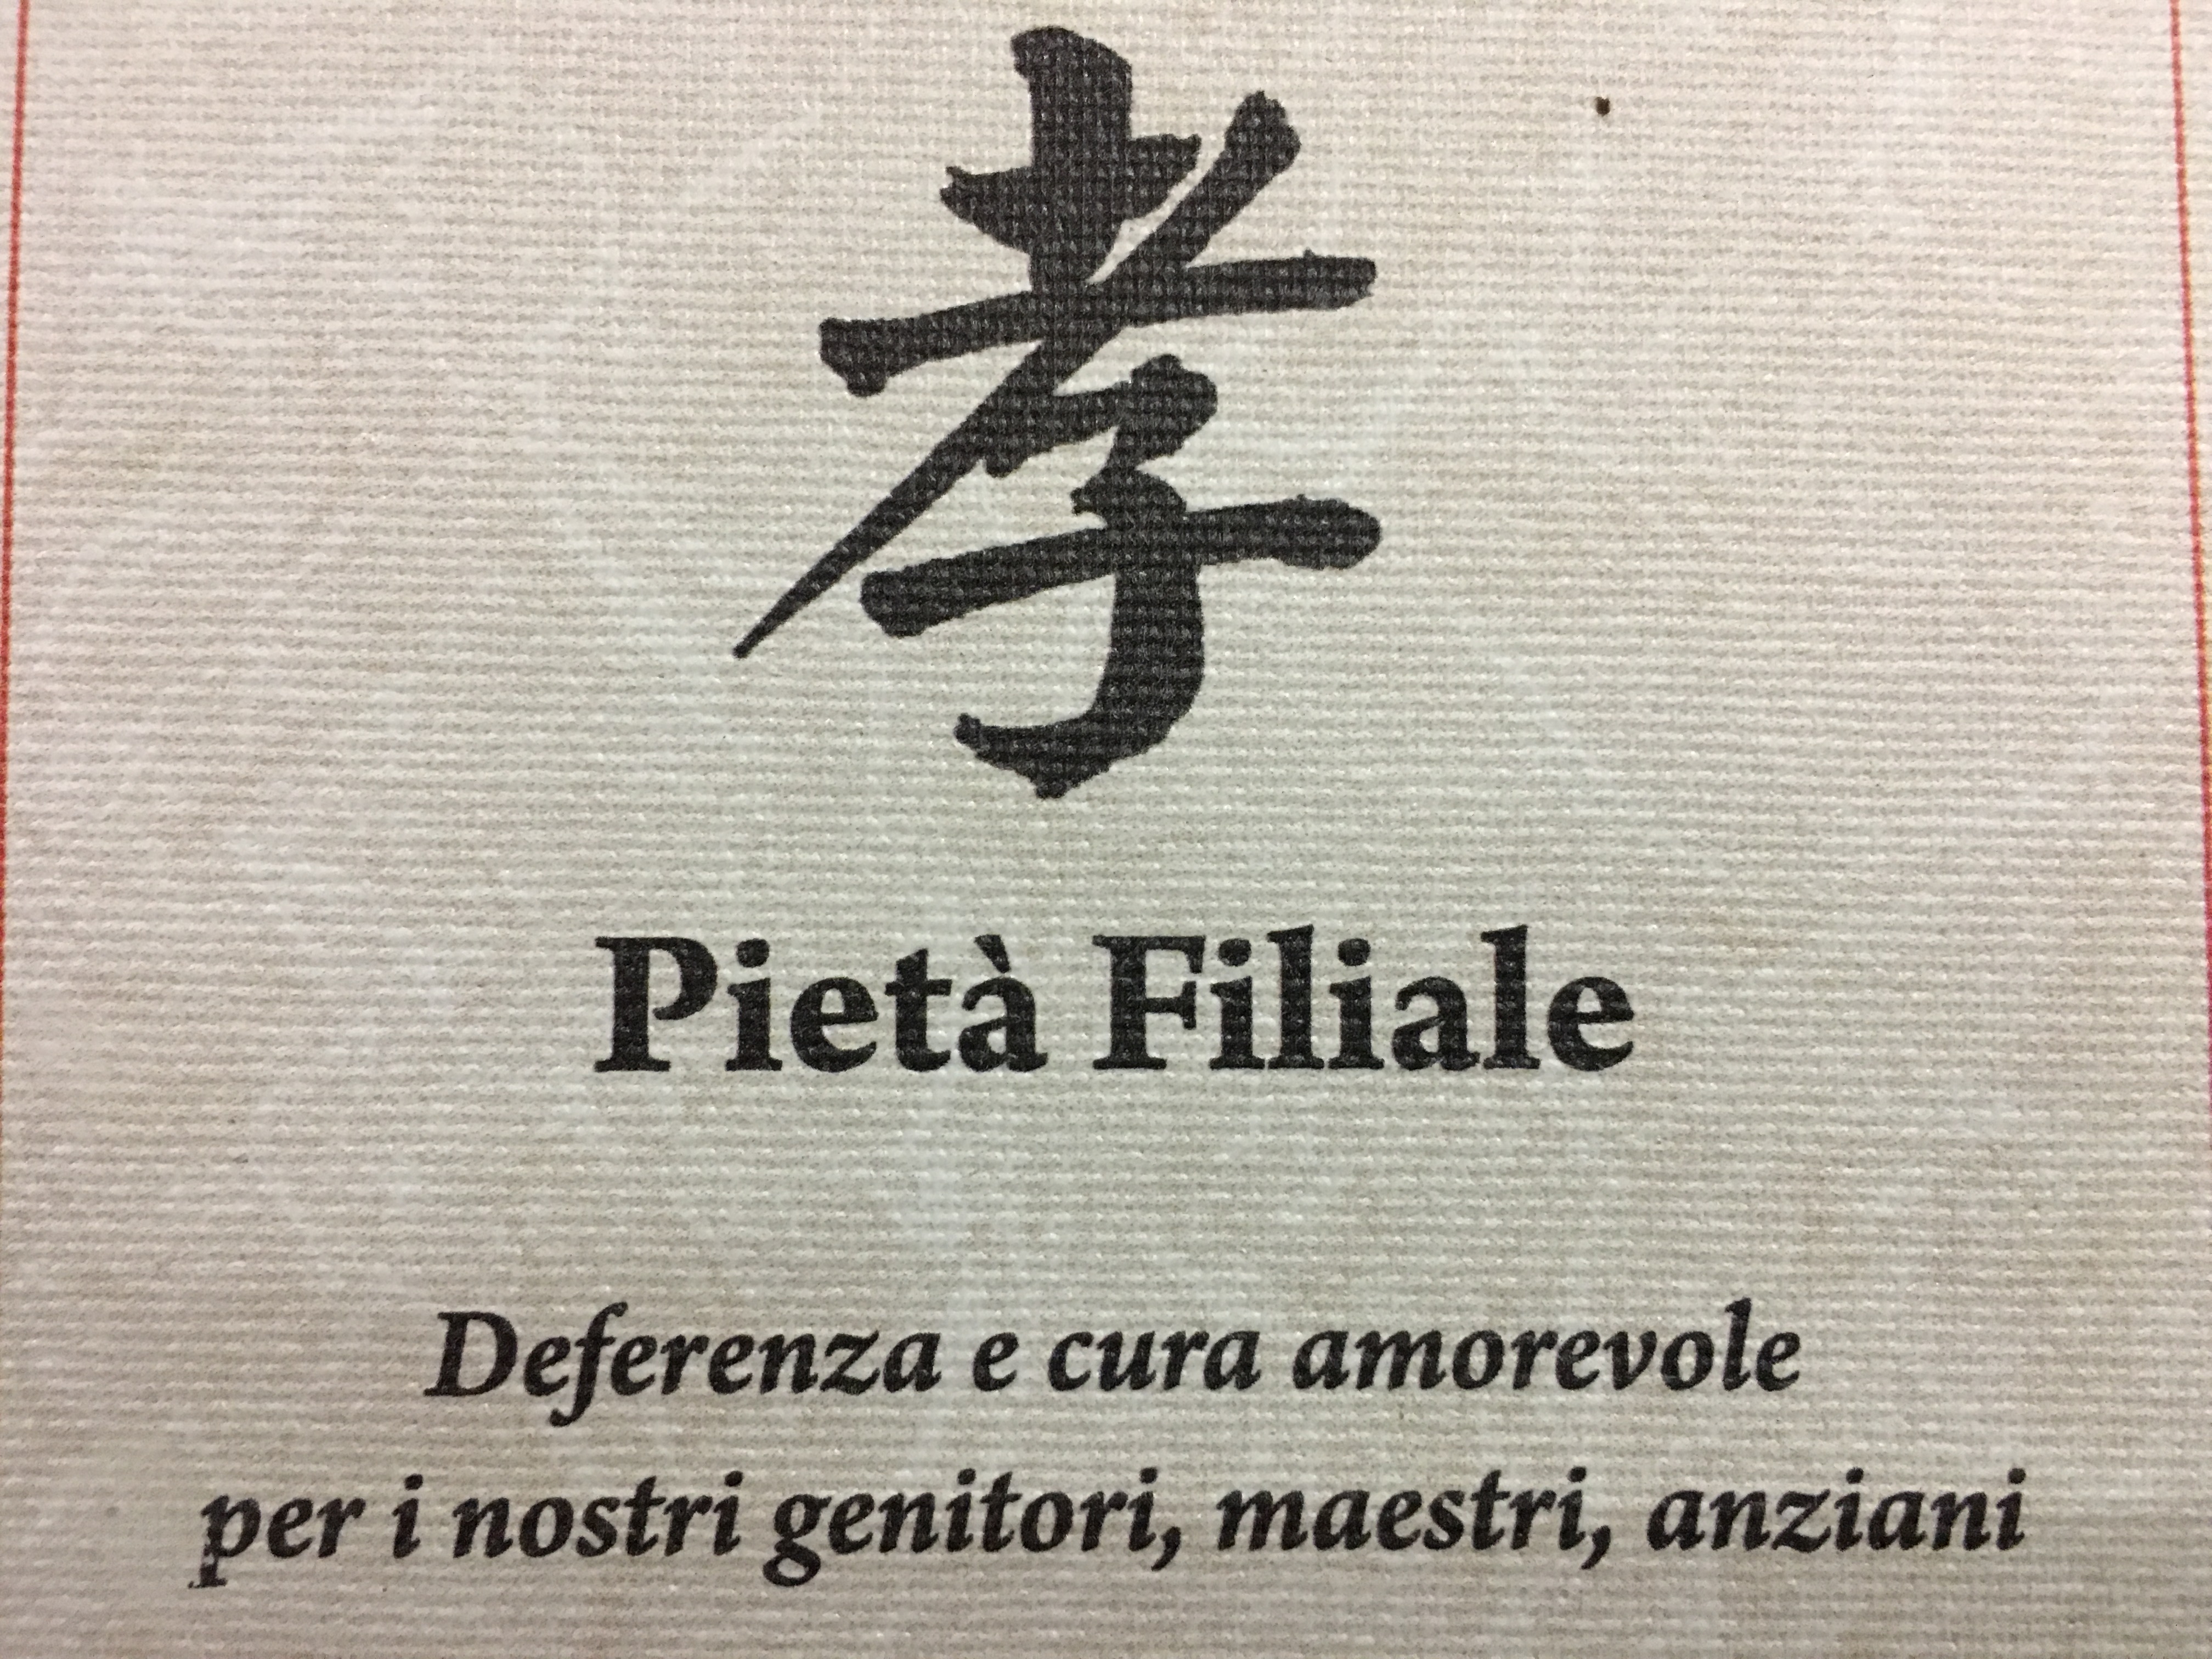 孝
Pietà Filiale
Deferenza e cura amorevole
per i nostri genitori, maestri, anziani